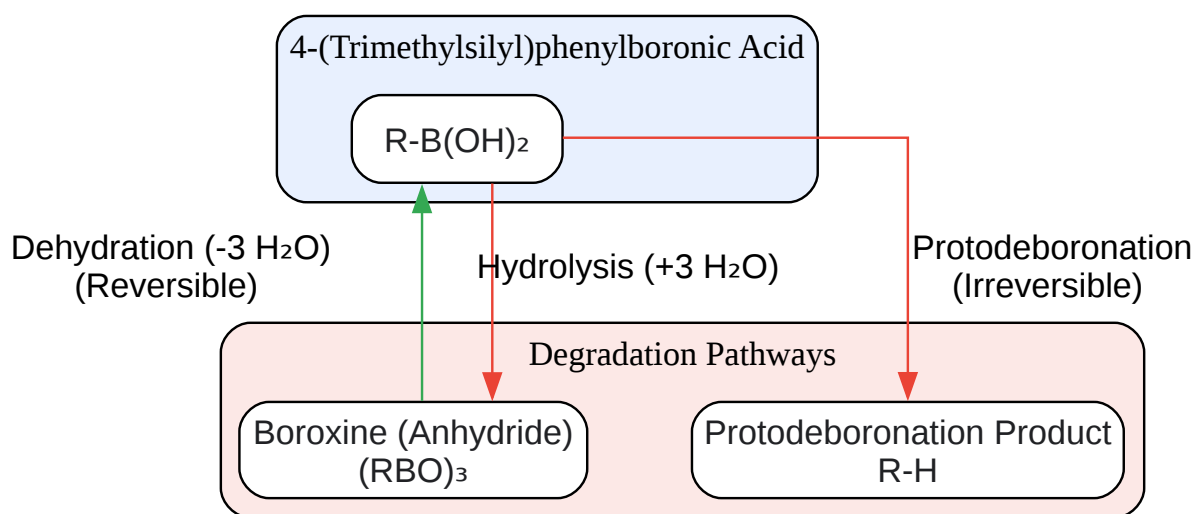 4-(Trimethylsilyl)phenylboronic Acid
R-B(OH)₂
Dehydration (-3 H₂O)
(Reversible)
Hydrolysis (+3 H₂O)
Protodeboronation
(Irreversible)
Degradation Pathways
Boroxine (Anhydride)
(RBO)₃
Protodeboronation Product
R-H